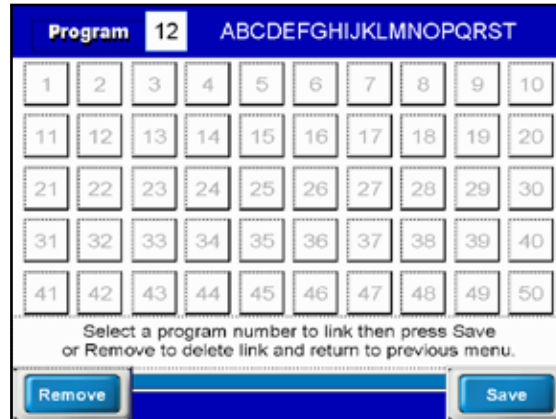 Program 12 ABCDEFGHIJKLMNOPQRST
1 2 3 4 5 6 7 8 9 10
11 12 13 14 15 16 17 18 19 20
21 22 23 24 25 26 27 28 29 30
31 32 33 34 35 36 37 38 39 40
41 42 43 44 45 46 47 48 49 50
Select a program number to link then press Save
or Remove to delete link and return to previous menu.
Remove Save